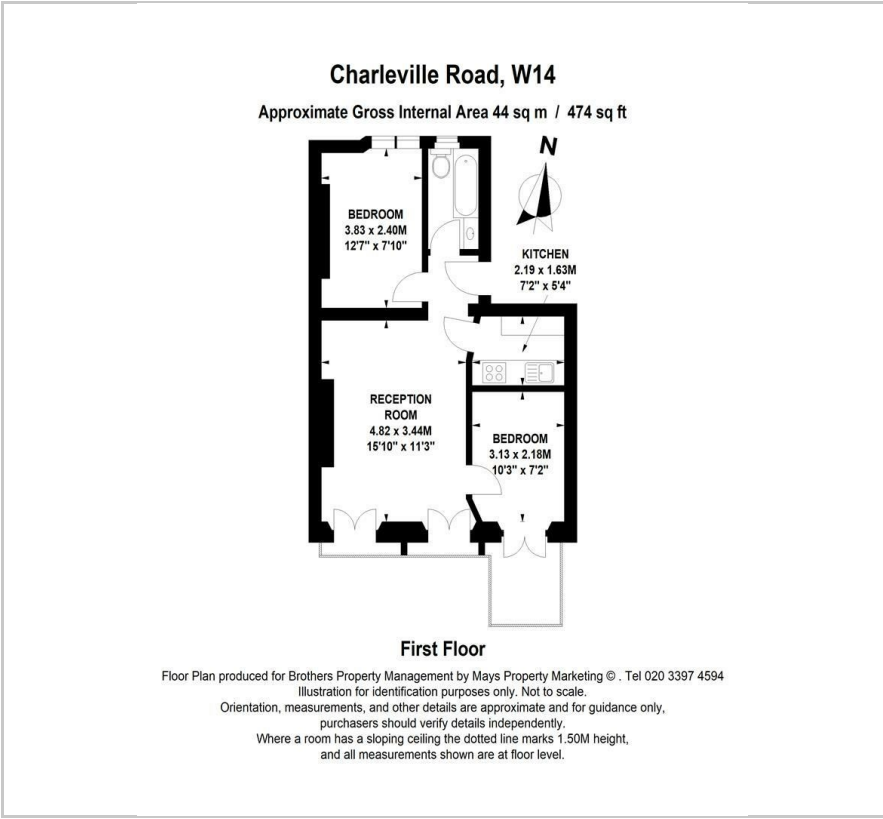 Charleville Road, W14
Approximate Gross Internal Area 44 sq m / 474 sq ft
N
BEDROOM
3.83 x 2.40M
12'7" x 7'10"
KITCHEN
2.19 x 1.63M
7'2" x 5'4"
RECEPTION
ROOM
4.82 x 3.44M
15'10" x 11'3"
BEDROOM
3.13 x 2.18M
10'3" x 7'2"
First Floor
Floor Plan produced for Brothers Property Management by Mays Property Marketing © . Tel 020 3397 4594
Illustration for identification purposes only. Not to scale.
Orientation, measurements, and other details are approximate and for guidance only,
purchasers should verify details independently.
Where a room has a sloping ceiling the dotted line marks 1.50M height,
and all measurements shown are at floor level.